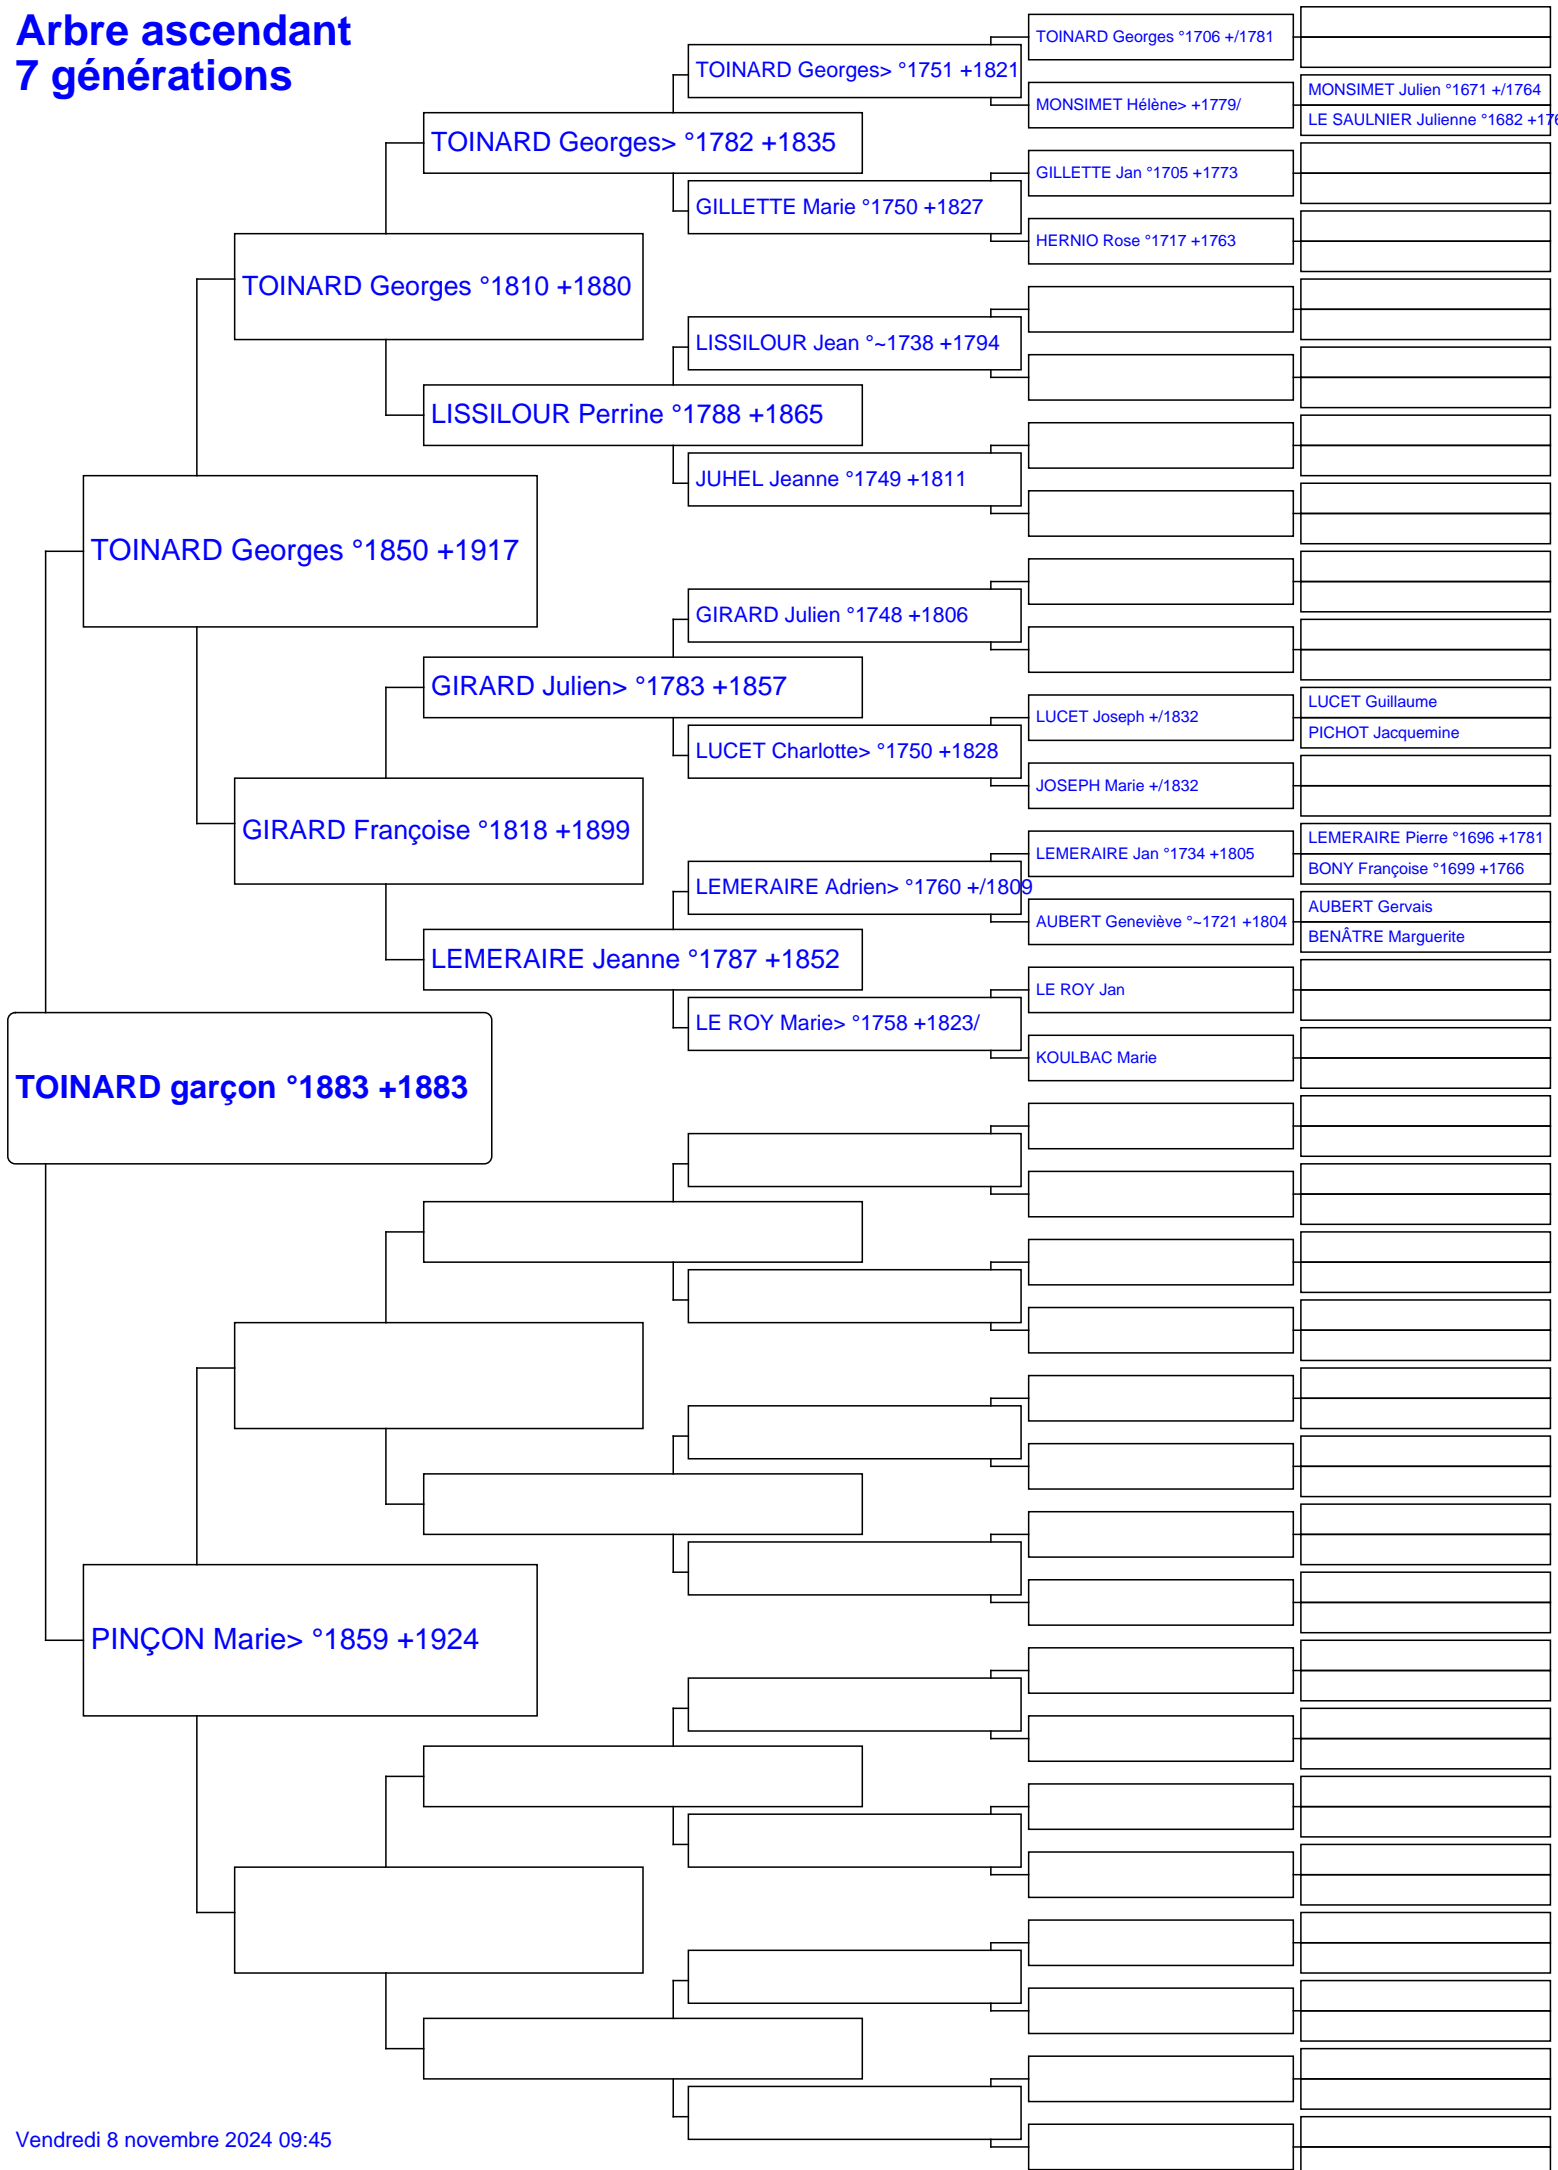 Arbre ascendant
7 générations
TOINARD Georges °1706 +/1781
TOINARD Georges> °1751 +1821
MONSIMET Julien °1671 +/1764
MONSIMET Hélène> +1779/
LE SAULNIER Julienne °1682
TOINARD Georges> °1782 +1835
GILLETTE Jan °1705 +1773
GILLETTE Marie °1750 +1827
HERNIO Rose °1717 +1763
TOINARD Georges °1810 +1880
LISSILOUR Jean °~1738 +1794
LISSILOUR Perrine °1788 +1865
JUHEL Jeanne °1749 +1811
TOINARD Georges °1850 +1917
GIRARD Julien °1748 +1806
GIRARD Julien> °1783 +1857
LUCET Guillaume
LUCET Joseph +/1832
PICHOT Jacquemine
LUCET Charlotte> °1750 +1828
JOSEPH Marie +/1832
GIRARD Françoise °1818 +1899
LEMERAIRE Pierre °1696 +1781
LEMERAIRE Jan °1734 +1805
BONY Françoise °1699 +1766
LEMERAIRE Adrien> °1760 +/1809
AUBERT Gervais
AUBERT Geneviève °~1721 +1804
BENÂTRE Marguerite
LEMERAIRE Jeanne °1787 +1852
LE ROY Jan
LE ROY Marie> °1758 +1823/
KOULBAC Marie
TOINARD garçon °1883 +1883
PINÇON Marie> °1859 +1924
Vendredi 8 novembre 2024 09:45